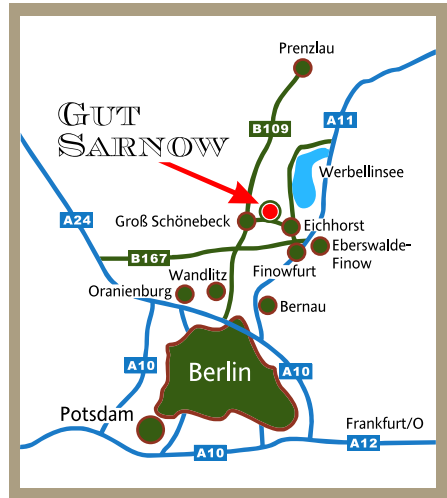 Prenzlau
GUT
SARNOW
B109
A11
Werbellinsee
A24
Groß Schönebeck
Eichhorst
Eberswalde-
Finow
B167
Wandlitz
Finowfurt
Oranienburg
Bernau
A10
Berlin
A10
Potsdam
Frankfurt/O
A10
A12